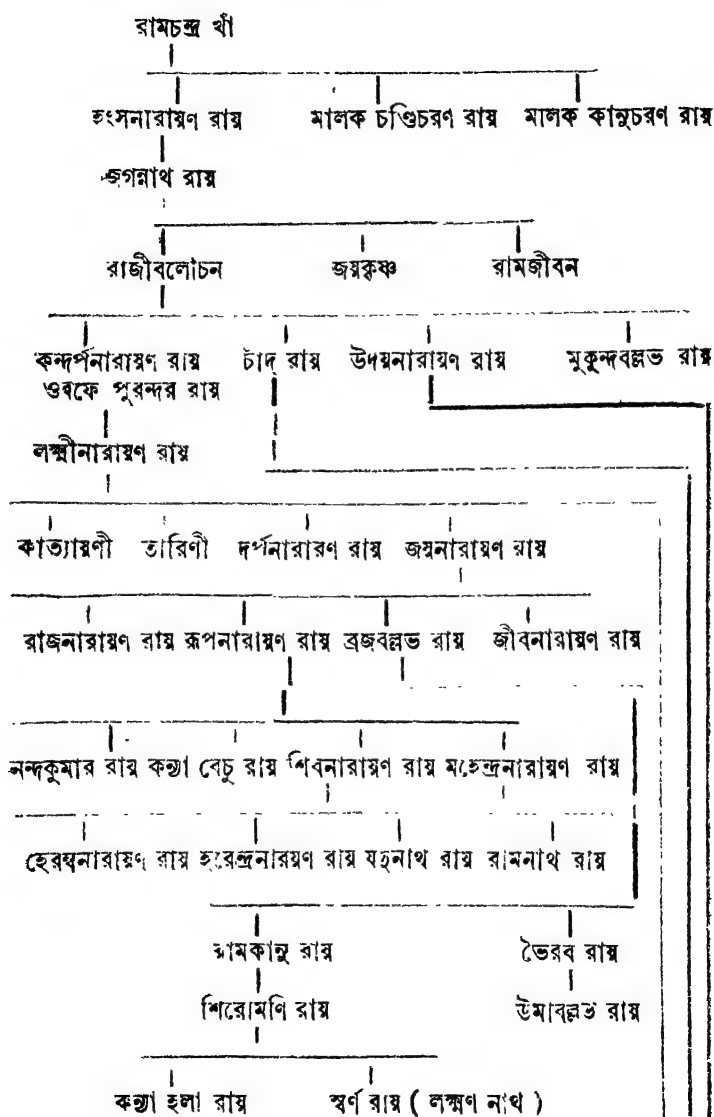 রামচন্দ্র খাঁ
হংসনারায়ণ রায় মালক চণ্ডিচরণ রায় মালক কানুচরণ রায়
জগন্নাথ রায়
রাজীবলোচন জয়কৃষ্ণ রামজীবন
কন্দর্পনারায়ণ রায় চাঁদ রায় উদয়নারায়ণ রায় মুকুন্দবল্লভ রায়
ওরফে পুরন্দর রায়
লক্ষ্মীনারায়ণ রায়
কাত্যায়ণী তারিণী দর্পনারারণ রায় জয়নারায়ণ রায়
রাজনারায়ণ রায় রূপনারায়ণ রায় ব্রজবল্লভ রায় জীবনারায়ণ রায়
নন্দকুমার রায় কন্যা বেচু রায় শিবনারায়ণ রায় মহেন্দ্রনারায়ণ রায়
হেরম্বনারায়ণ রায় হরেন্দ্রনারয়ণ রায় যদুনাথ রায় রামনাথ রায়
রামকানু রায় ভৈরব রায়
শিরোমণি রায় উমাবল্লভ রায়
কন্যা হলা রায় স্বর্ণ রায় ( লক্ষ্মণ নাথ )